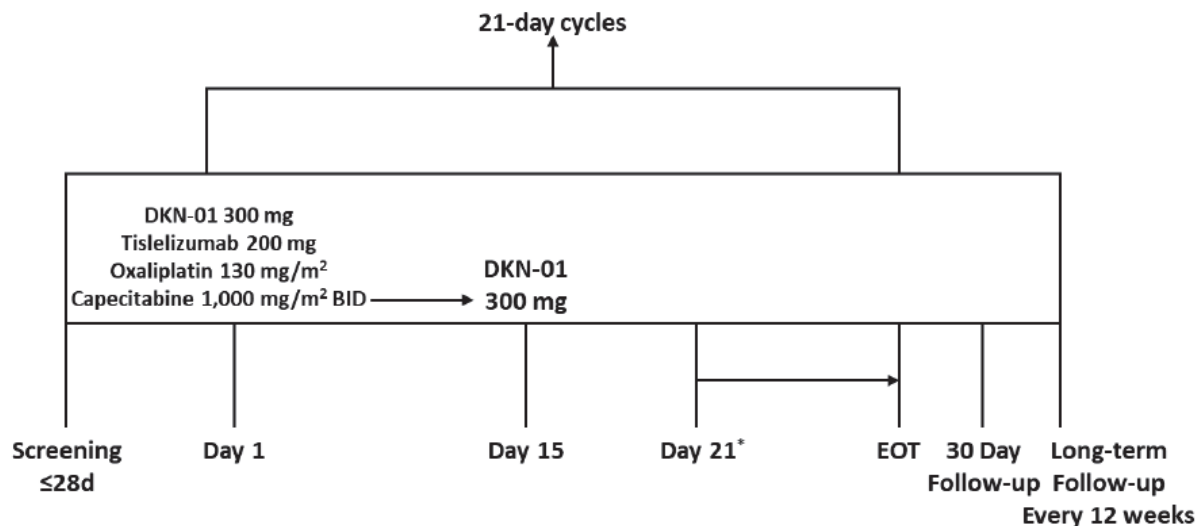 21-day cycles
DKN-01 300 mg
Tislelizumab 200 mg
Oxaliplatin 130 mg/m²
Capecitabine 1,000 mg/m² BID
DKN-01
300 mg
Screening
≤28d
Day 1
Day 15
Day 21*
EOT
30 Day
Follow-up
Long-term
Follow-up
Every 12 weeks